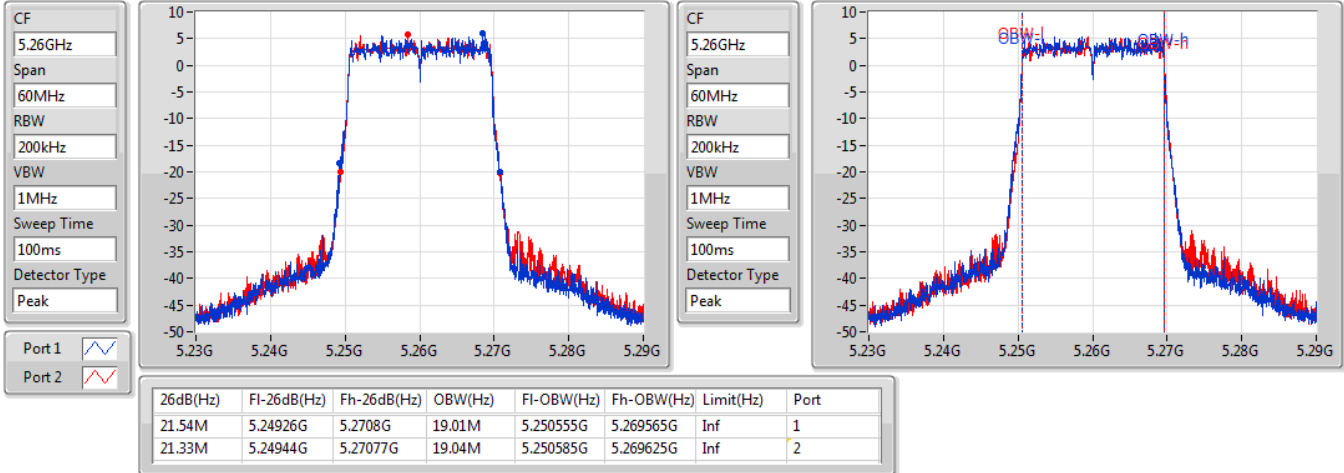 CF
5.26GHz
Span
60MHz
RBW
200kHz
VBW
1MHz
Sweep Time
100ms
Detector Type
Peak
Port 1
Port 2
10
5
0
-5
-10
-15
-20
-25
-30
-35
-40
-45
-50
5.23G 5.24G 5.25G 5.26G 5.27G 5.28G 5.29G
CF
5.26GHz
Span
60MHz
RBW
200kHz
VBW
1MHz
Sweep Time
100ms
Detector Type
Peak
10
5
0
-5
-10
-15
-20
-25
-30
-35
-40
-45
-50
OBW-l
OBW-l
OBW-h
OBW-h
5.23G 5.24G 5.25G 5.26G 5.27G 5.28G 5.29G
26dB(Hz) Fl-26dB(Hz) Fh-26dB(Hz) OBW(Hz) Fl-OBW(Hz) Fh-OBW(Hz) Limit(Hz) Port
21.54M 5.24926G 5.2708G 19.01M 5.250555G 5.269565G Inf 1
21.33M 5.24944G 5.27077G 19.04M 5.250585G 5.269625G Inf 2